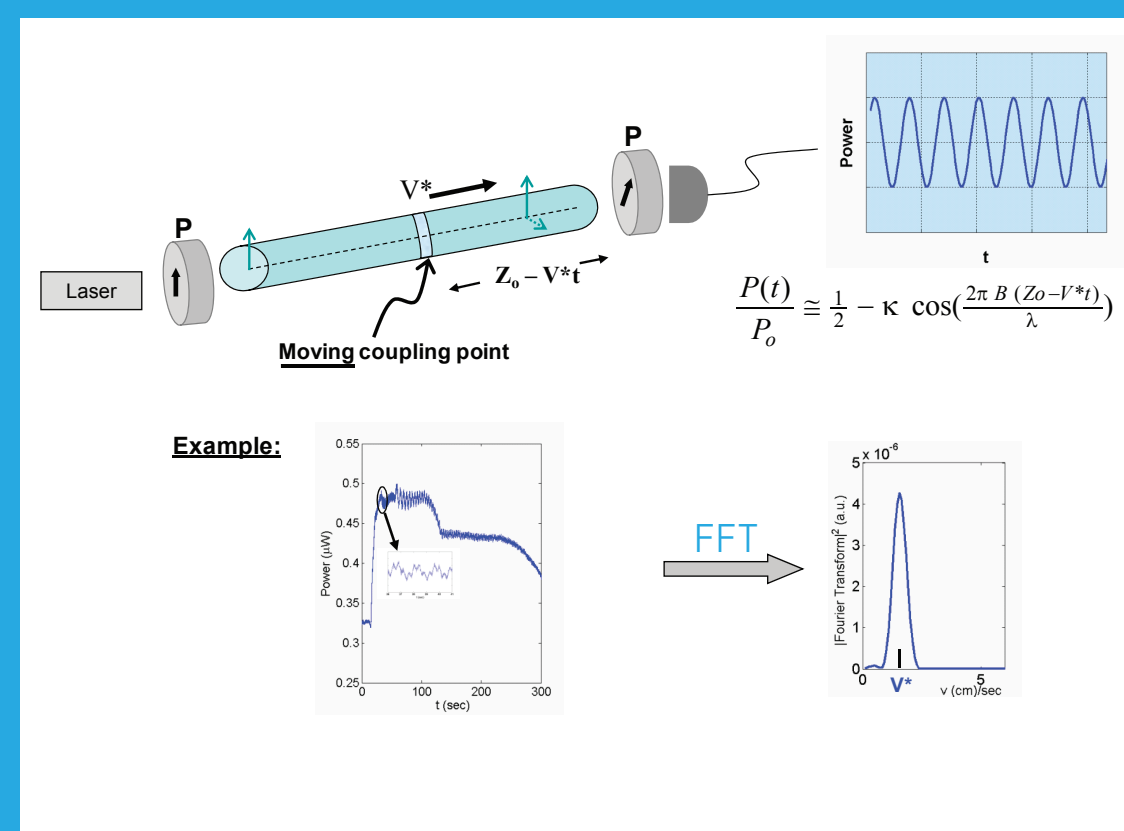 P
V*
Power
P
Laser
Z₀ – V*t
t
P(t)/Pₒ ≅ ½ − κ cos(2π B (Zo–V*t)/λ)
Moving coupling point
Example:
0.55
0.5
0.45
0.4
0.35
0.3
0.25
Power (μW)
0
100
200
300
t (sec)
FFT
5 x 10⁻⁶
4
3
2
1
0
|Fourier Transform|² (a.u.)
0
5
V*
v (cm)/sec